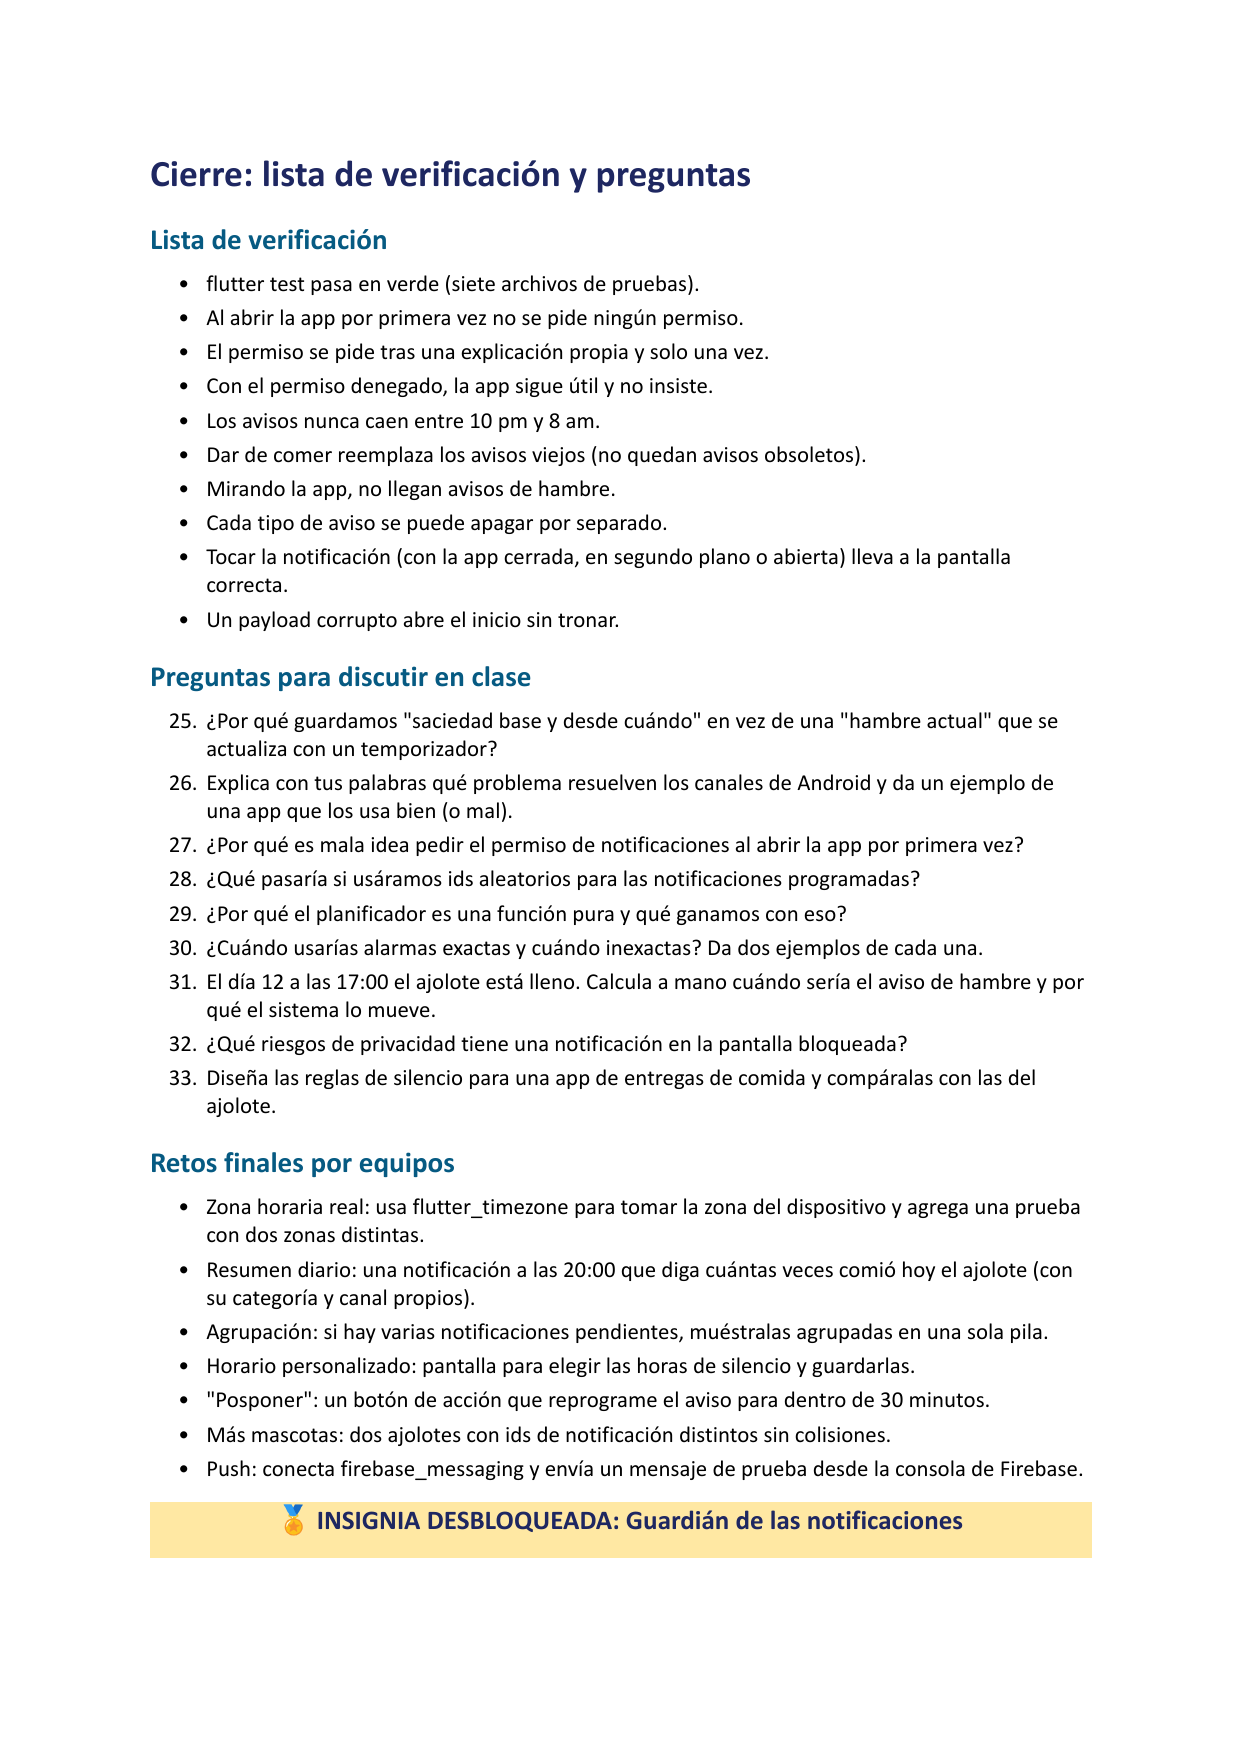 Cierre: lista de verificación y preguntas
Lista de verificación
• flutter test pasa en verde (siete archivos de pruebas).
• Al abrir la app por primera vez no se pide ningún permiso.
• El permiso se pide tras una explicación propia y solo una vez.
• Con el permiso denegado, la app sigue útil y no insiste.
• Los avisos nunca caen entre 10 pm y 8 am.
• Dar de comer reemplaza los avisos viejos (no quedan avisos obsoletos).
• Mirando la app, no llegan avisos de hambre.
• Cada tipo de aviso se puede apagar por separado.
• Tocar la notificación (con la app cerrada, en segundo plano o abierta) lleva a la pantalla
correcta.
• Un payload corrupto abre el inicio sin tronar.
Preguntas para discutir en clase
25. ¿Por qué guardamos "saciedad base y desde cuándo" en vez de una "hambre actual" que se
actualiza con un temporizador?
26. Explica con tus palabras qué problema resuelven los canales de Android y da un ejemplo de
una app que los usa bien (o mal).
27. ¿Por qué es mala idea pedir el permiso de notificaciones al abrir la app por primera vez?
28. ¿Qué pasaría si usáramos ids aleatorios para las notificaciones programadas?
29. ¿Por qué el planificador es una función pura y qué ganamos con eso?
30. ¿Cuándo usarías alarmas exactas y cuándo inexactas? Da dos ejemplos de cada una.
31. El día 12 a las 17:00 el ajolote está lleno. Calcula a mano cuándo sería el aviso de hambre y por
qué el sistema lo mueve.
32. ¿Qué riesgos de privacidad tiene una notificación en la pantalla bloqueada?
33. Diseña las reglas de silencio para una app de entregas de comida y compáralas con las del
ajolote.
Retos finales por equipos
• Zona horaria real: usa flutter_timezone para tomar la zona del dispositivo y agrega una prueba
con dos zonas distintas.
• Resumen diario: una notificación a las 20:00 que diga cuántas veces comió hoy el ajolote (con
su categoría y canal propios).
• Agrupación: si hay varias notificaciones pendientes, muéstralas agrupadas en una sola pila.
• Horario personalizado: pantalla para elegir las horas de silencio y guardarlas.
• "Posponer": un botón de acción que reprograme el aviso para dentro de 30 minutos.
• Más mascotas: dos ajolotes con ids de notificación distintos sin colisiones.
• Push: conecta firebase_messaging y envía un mensaje de prueba desde la consola de Firebase.
🏅 INSIGNIA DESBLOQUEADA: Guardián de las notificaciones